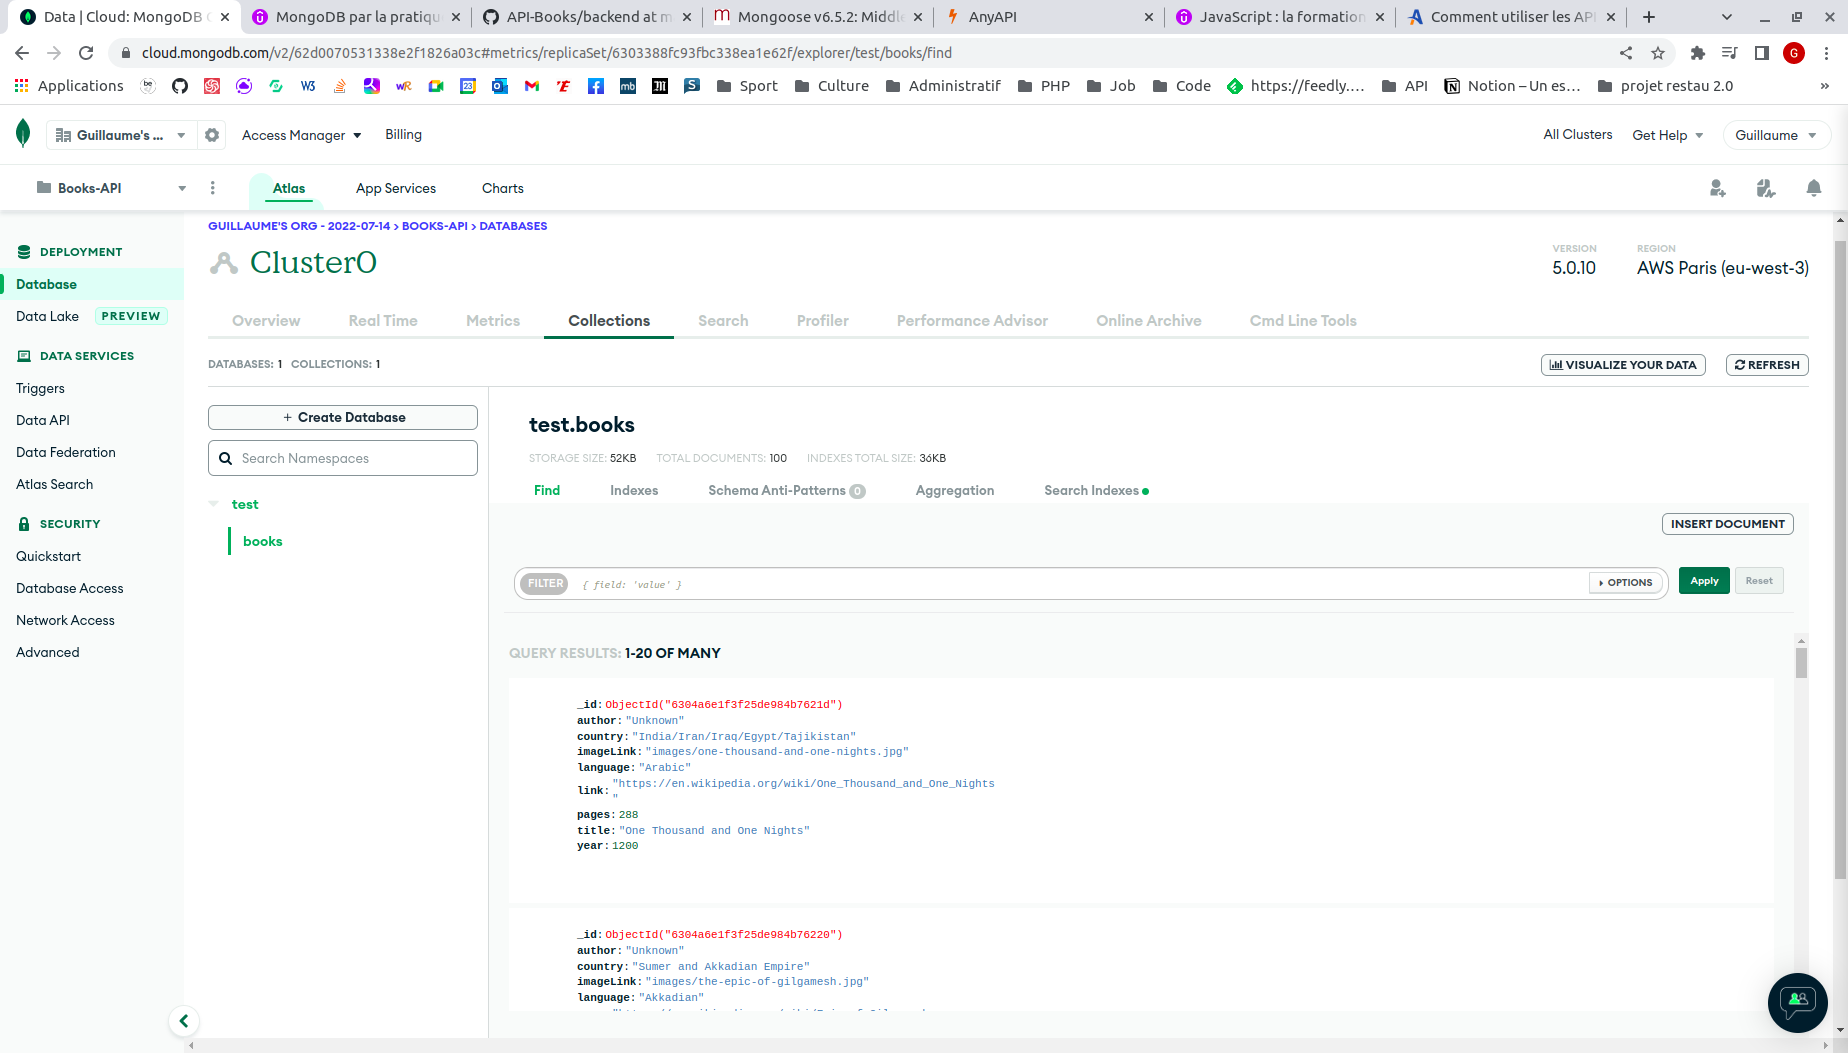 Data | Cloud: MongoDB C
MongoDB par la pratique
API-Books/backend at m
Mongoose v6.5.2: Middle
AnyAPI
JavaScript : la formation
Comment utiliser les API
cloud.mongodb.com/v2/62d0070531338e2f1826a03c#metrics/replicaSet/6303388fc93fbc338ea1e62f/explorer/test/books/find
G
Applications
Sport
Culture
Administratif
PHP
Job
Code
https://feedly....
API
Notion – Un es...
projet restau 2.0
»
Guillaume's ...
Access Manager
Billing
All Clusters
Get Help
Guillaume
Books-API
Atlas
App Services
Charts
GUILLAUME'S ORG - 2022-07-14 > BOOKS-API > DATABASES
Cluster0
VERSION
5.0.10
REGION
AWS Paris (eu-west-3)
DEPLOYMENT
Database
Data Lake PREVIEW
DATA SERVICES
Triggers
Data API
Data Federation
Atlas Search
SECURITY
Quickstart
Database Access
Network Access
Advanced
Overview
Real Time
Metrics
Collections
Search
Profiler
Performance Advisor
Online Archive
Cmd Line Tools
DATABASES: 1 COLLECTIONS: 1
VISUALIZE YOUR DATA
REFRESH
+ Create Database
Search Namespaces
test
books
test.books
STORAGE SIZE: 52KB TOTAL DOCUMENTS: 100 INDEXES TOTAL SIZE: 36KB
Find
Indexes
Schema Anti-Patterns 0
Aggregation
Search Indexes
INSERT DOCUMENT
FILTER { field: 'value' }
OPTIONS
Apply
Reset
QUERY RESULTS: 1-20 OF MANY
_id: ObjectId("6304a6e1f3f25de984b7621d")
author: "Unknown"
country: "India/Iran/Iraq/Egypt/Tajikistan"
imageLink: "images/one-thousand-and-one-nights.jpg"
language: "Arabic"
link: "https://en.wikipedia.org/wiki/One_Thousand_and_One_Nights
"
pages: 288
title: "One Thousand and One Nights"
year: 1200
_id: ObjectId("6304a6e1f3f25de984b76220")
author: "Unknown"
country: "Sumer and Akkadian Empire"
imageLink: "images/the-epic-of-gilgamesh.jpg"
language: "Akkadian"